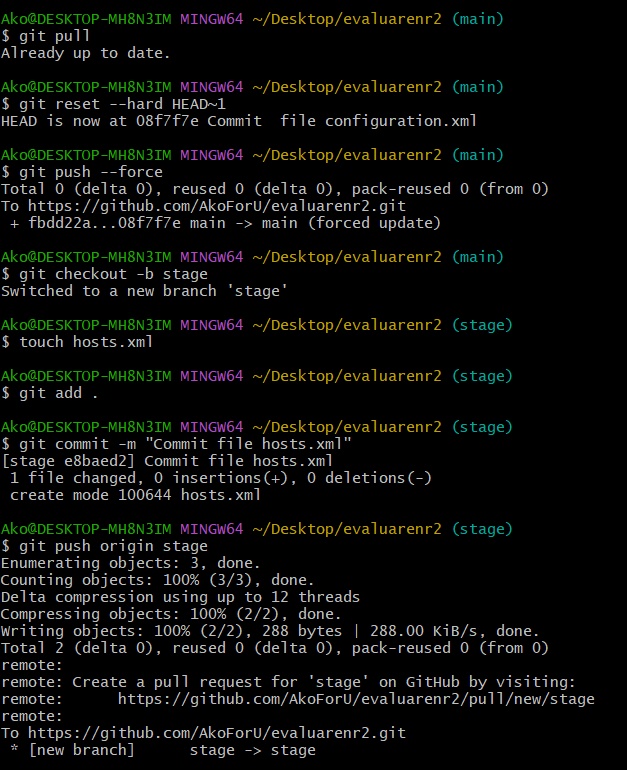 Ako@DESKTOP-MH8N3IM MINGW64 ~/Desktop/evaluarenr2 (main)
$ git pull
Already up to date.
Ako@DESKTOP-MH8N3IM MINGW64 ~/Desktop/evaluarenr2 (main)
$ git reset --hard HEAD~1
HEAD is now at 08f7f7e Commit  file configuration.xml
Ako@DESKTOP-MH8N3IM MINGW64 ~/Desktop/evaluarenr2 (main)
$ git push --force
Total 0 (delta 0), reused 0 (delta 0), pack-reused 0 (from 0)
To https://github.com/AkoForU/evaluarenr2.git
 + fbdd22a...08f7f7e main -> main (forced update)
Ako@DESKTOP-MH8N3IM MINGW64 ~/Desktop/evaluarenr2 (main)
$ git checkout -b stage
Switched to a new branch 'stage'
Ako@DESKTOP-MH8N3IM MINGW64 ~/Desktop/evaluarenr2 (stage)
$ touch hosts.xml
Ako@DESKTOP-MH8N3IM MINGW64 ~/Desktop/evaluarenr2 (stage)
$ git add .
Ako@DESKTOP-MH8N3IM MINGW64 ~/Desktop/evaluarenr2 (stage)
$ git commit -m "Commit file hosts.xml"
[stage e8baed2] Commit file hosts.xml
 1 file changed, 0 insertions(+), 0 deletions(-)
 create mode 100644 hosts.xml
Ako@DESKTOP-MH8N3IM MINGW64 ~/Desktop/evaluarenr2 (stage)
$ git push origin stage
Enumerating objects: 3, done.
Counting objects: 100% (3/3), done.
Delta compression using up to 12 threads
Compressing objects: 100% (2/2), done.
Writing objects: 100% (2/2), 288 bytes | 288.00 KiB/s, done.
Total 2 (delta 0), reused 0 (delta 0), pack-reused 0 (from 0)
remote:
remote: Create a pull request for 'stage' on GitHub by visiting:
remote:      https://github.com/AkoForU/evaluarenr2/pull/new/stage
remote:
To https://github.com/AkoForU/evaluarenr2.git
 * [new branch]      stage -> stage